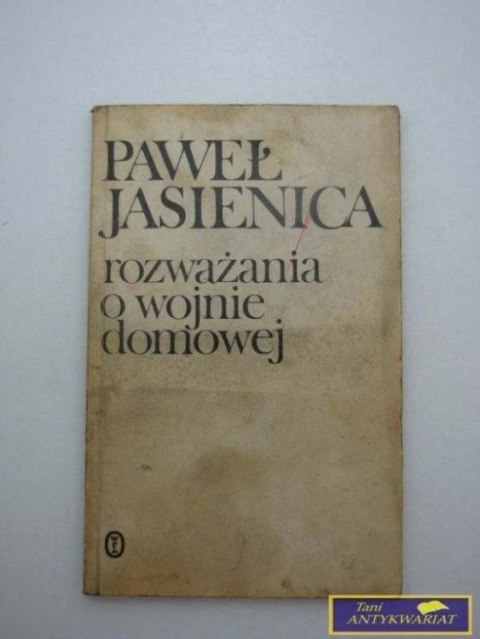 PAWEŁ
JASIENICA
rozważania
o wojnie
domowej
Tani
ANTYKWARIAT